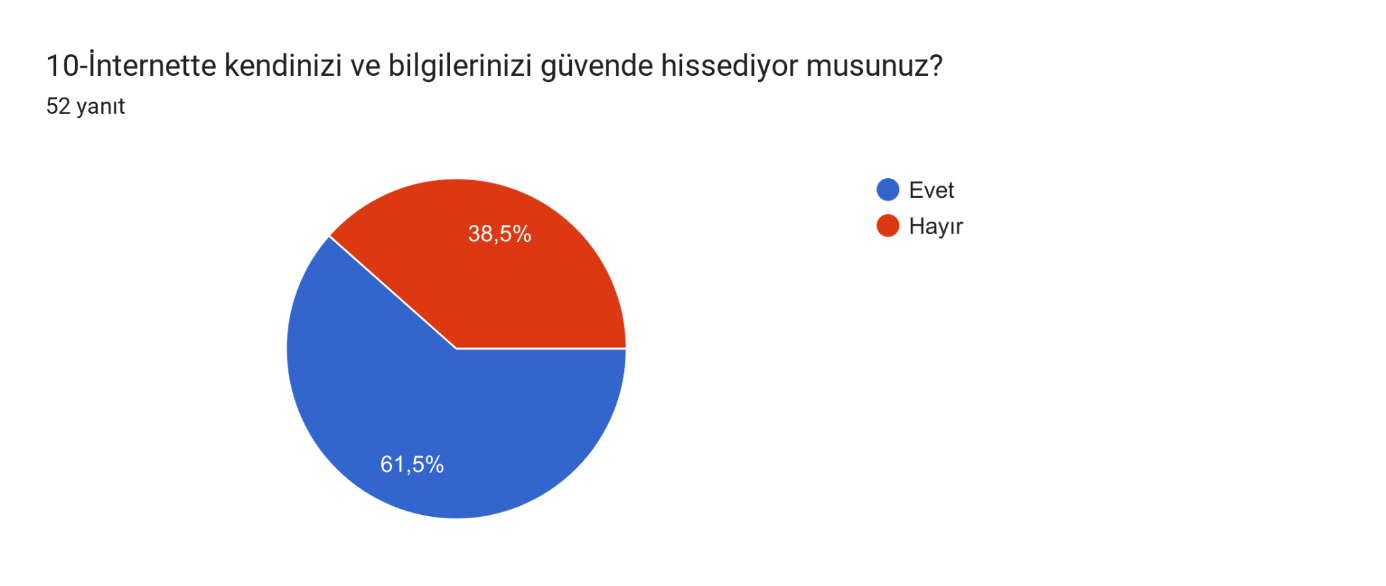 10-İnternette kendinizi ve bilgilerinizi güvende hissediyor musunuz?
52 yanıt
Evet
Hayır
38,5%
61,5%